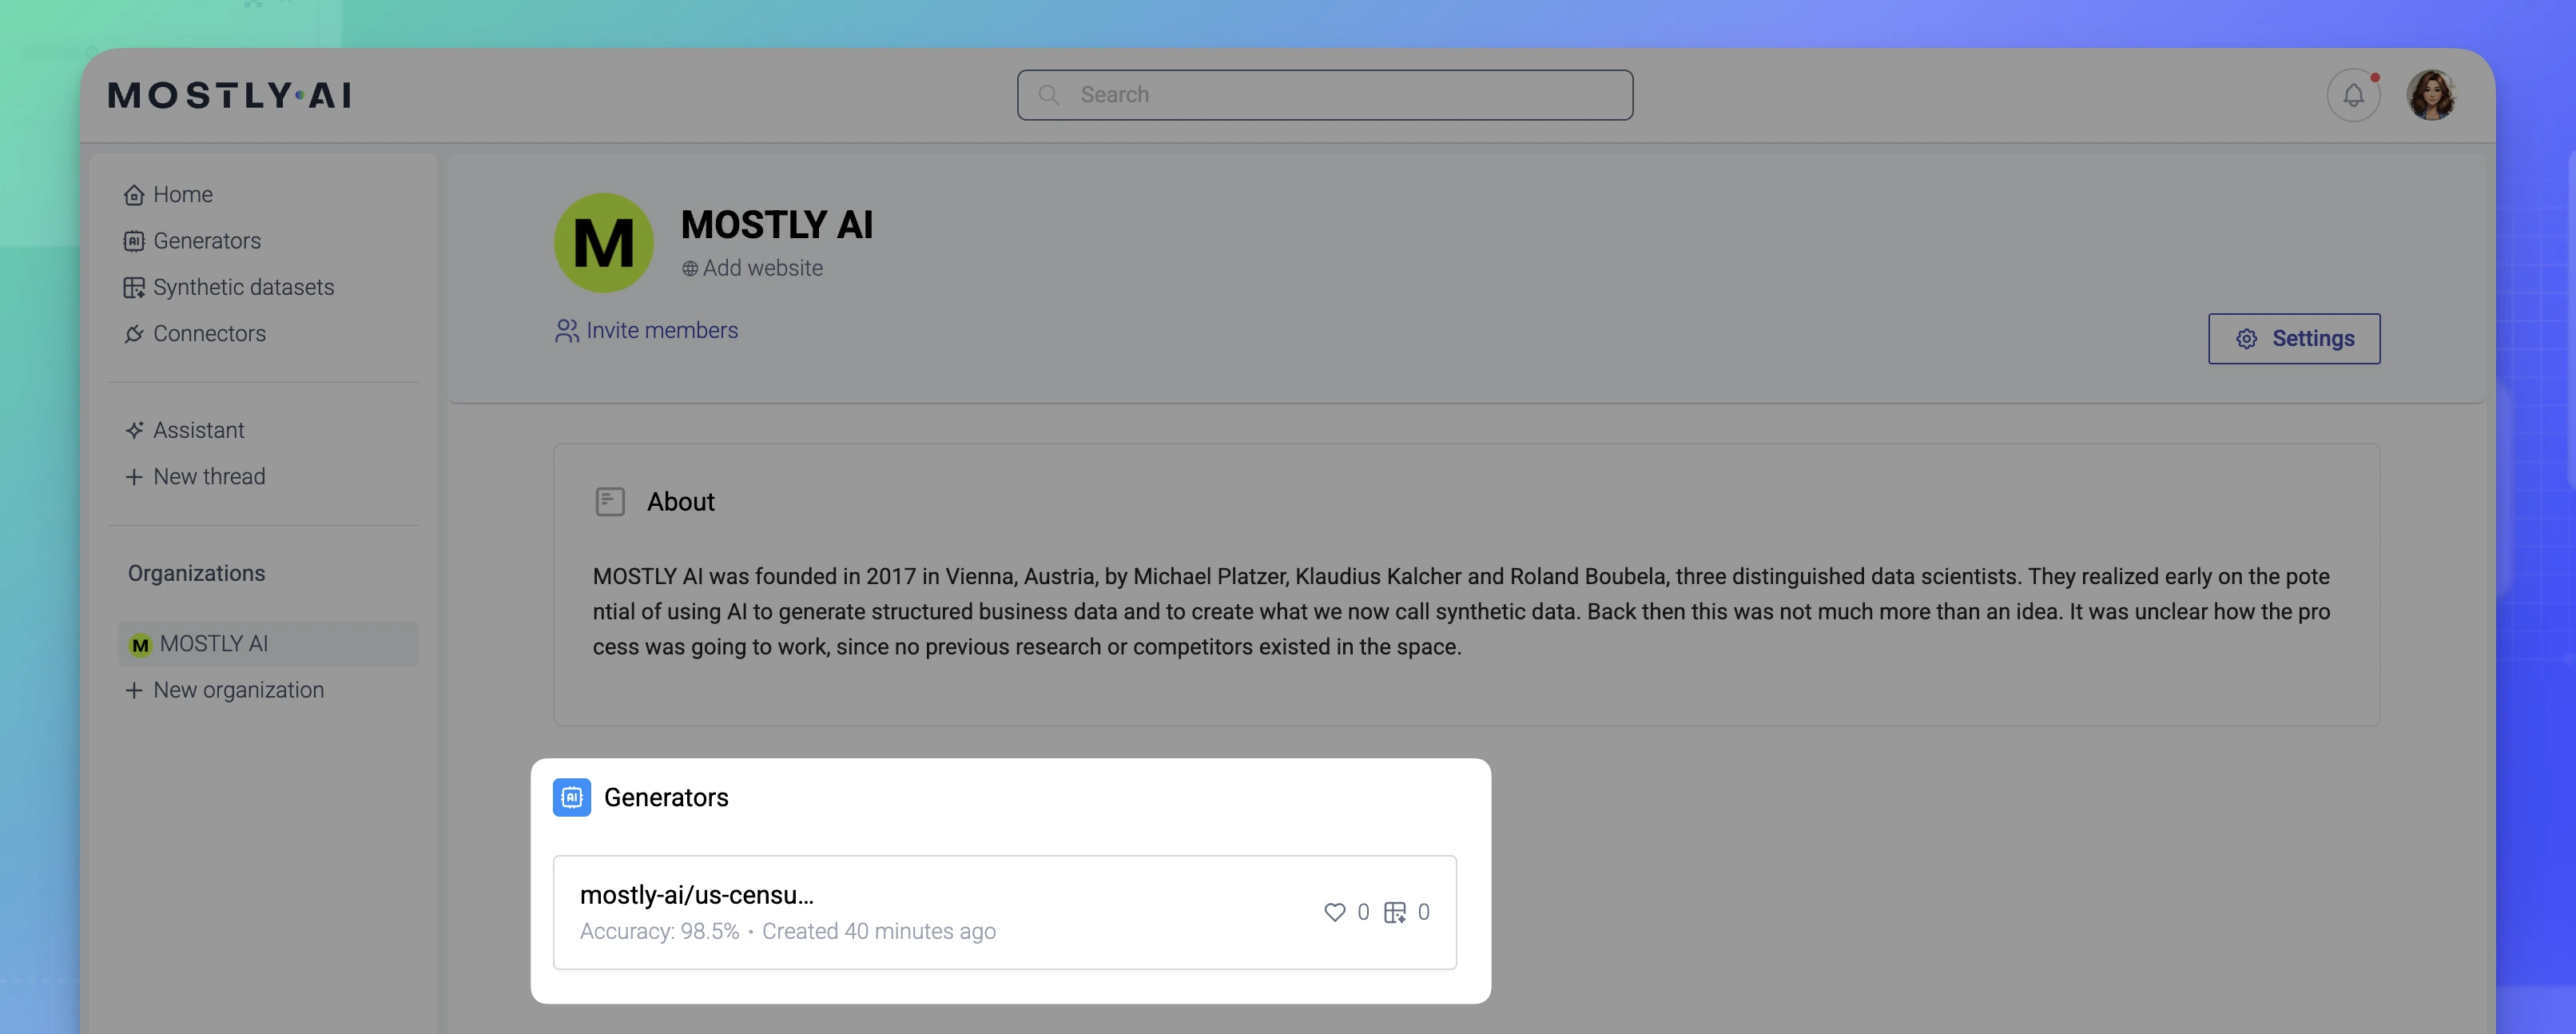 MOSTLY·AI
Search
Home
Generators
Synthetic datasets
Connectors
Assistant
New thread
Organizations
M MOSTLY AI
New organization
M
MOSTLY AI
Add website
Invite members
Settings
About
MOSTLY AI was founded in 2017 in Vienna, Austria, by Michael Platzer, Klaudius Kalcher and Roland Boubela, three distinguished data scientists. They realized early on the pote
ntial of using AI to generate structured business data and to create what we now call synthetic data. Back then this was not much more than an idea. It was unclear how the pro
cess was going to work, since no previous research or competitors existed in the space.
AI Generators
mostly-ai/us-censu...
Accuracy: 98.5% • Created 40 minutes ago
0 0